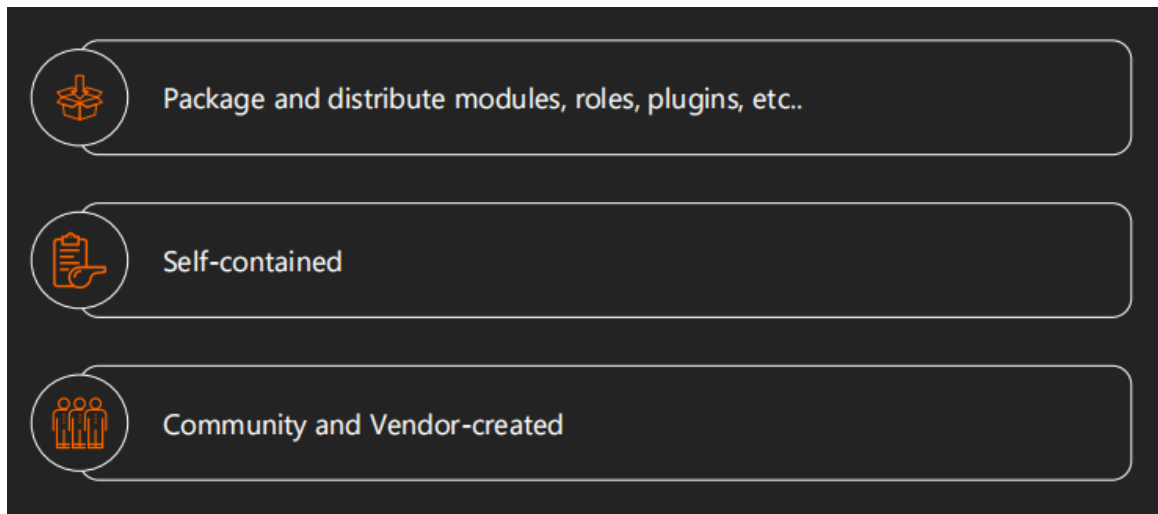 Package and distribute modules, roles, plugins, etc..
Self-contained
Community and Vendor-created